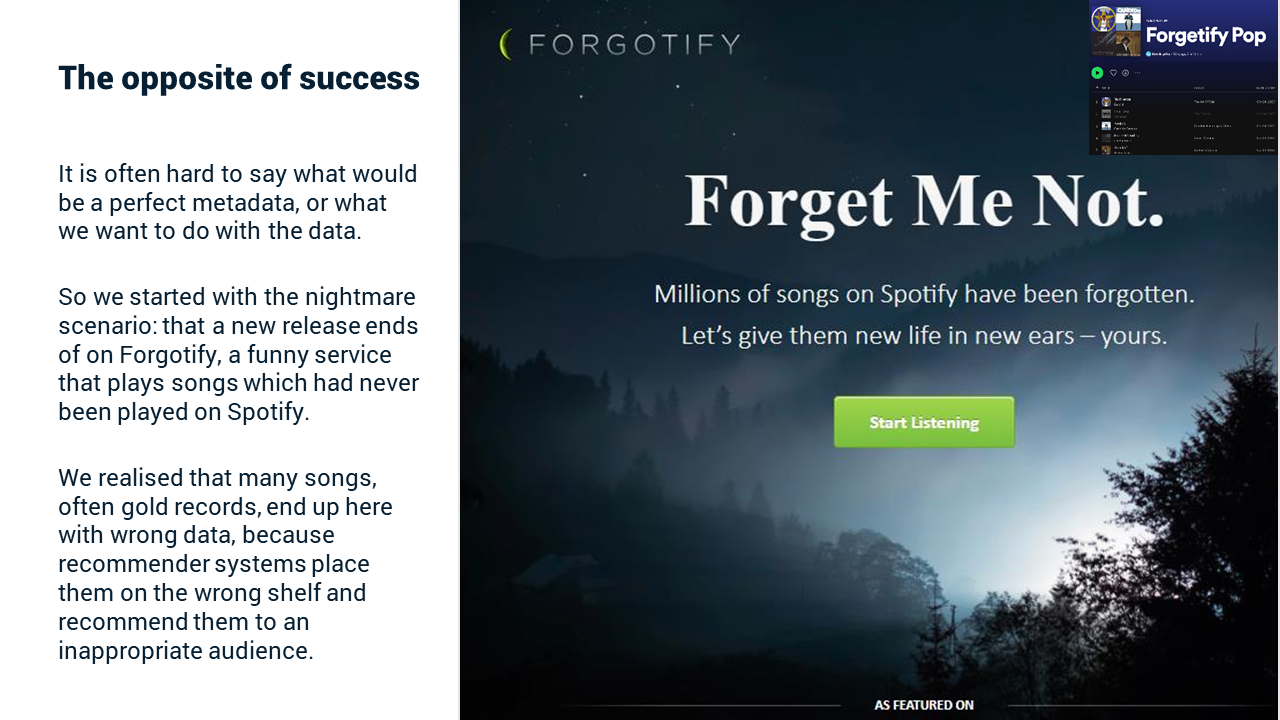 The opposite of success
It is often hard to say what would
be a perfect metadata, or what
we want to do with the data.
So we started with the nightmare
scenario: that a new release ends
of on Forgotify, a funny service
that plays songs which had never
been played on Spotify.
We realised that many songs,
often gold records, end up here
with wrong data, because
recommender systems place
them on the wrong shelf and
recommend them to an
inappropriate audience.
FORGOTIFY
Forgetify Pop
Forget Me Not.
Millions of songs on Spotify have been forgotten.
Let’s give them new life in new ears – yours.
Start Listening
AS FEATURED ON